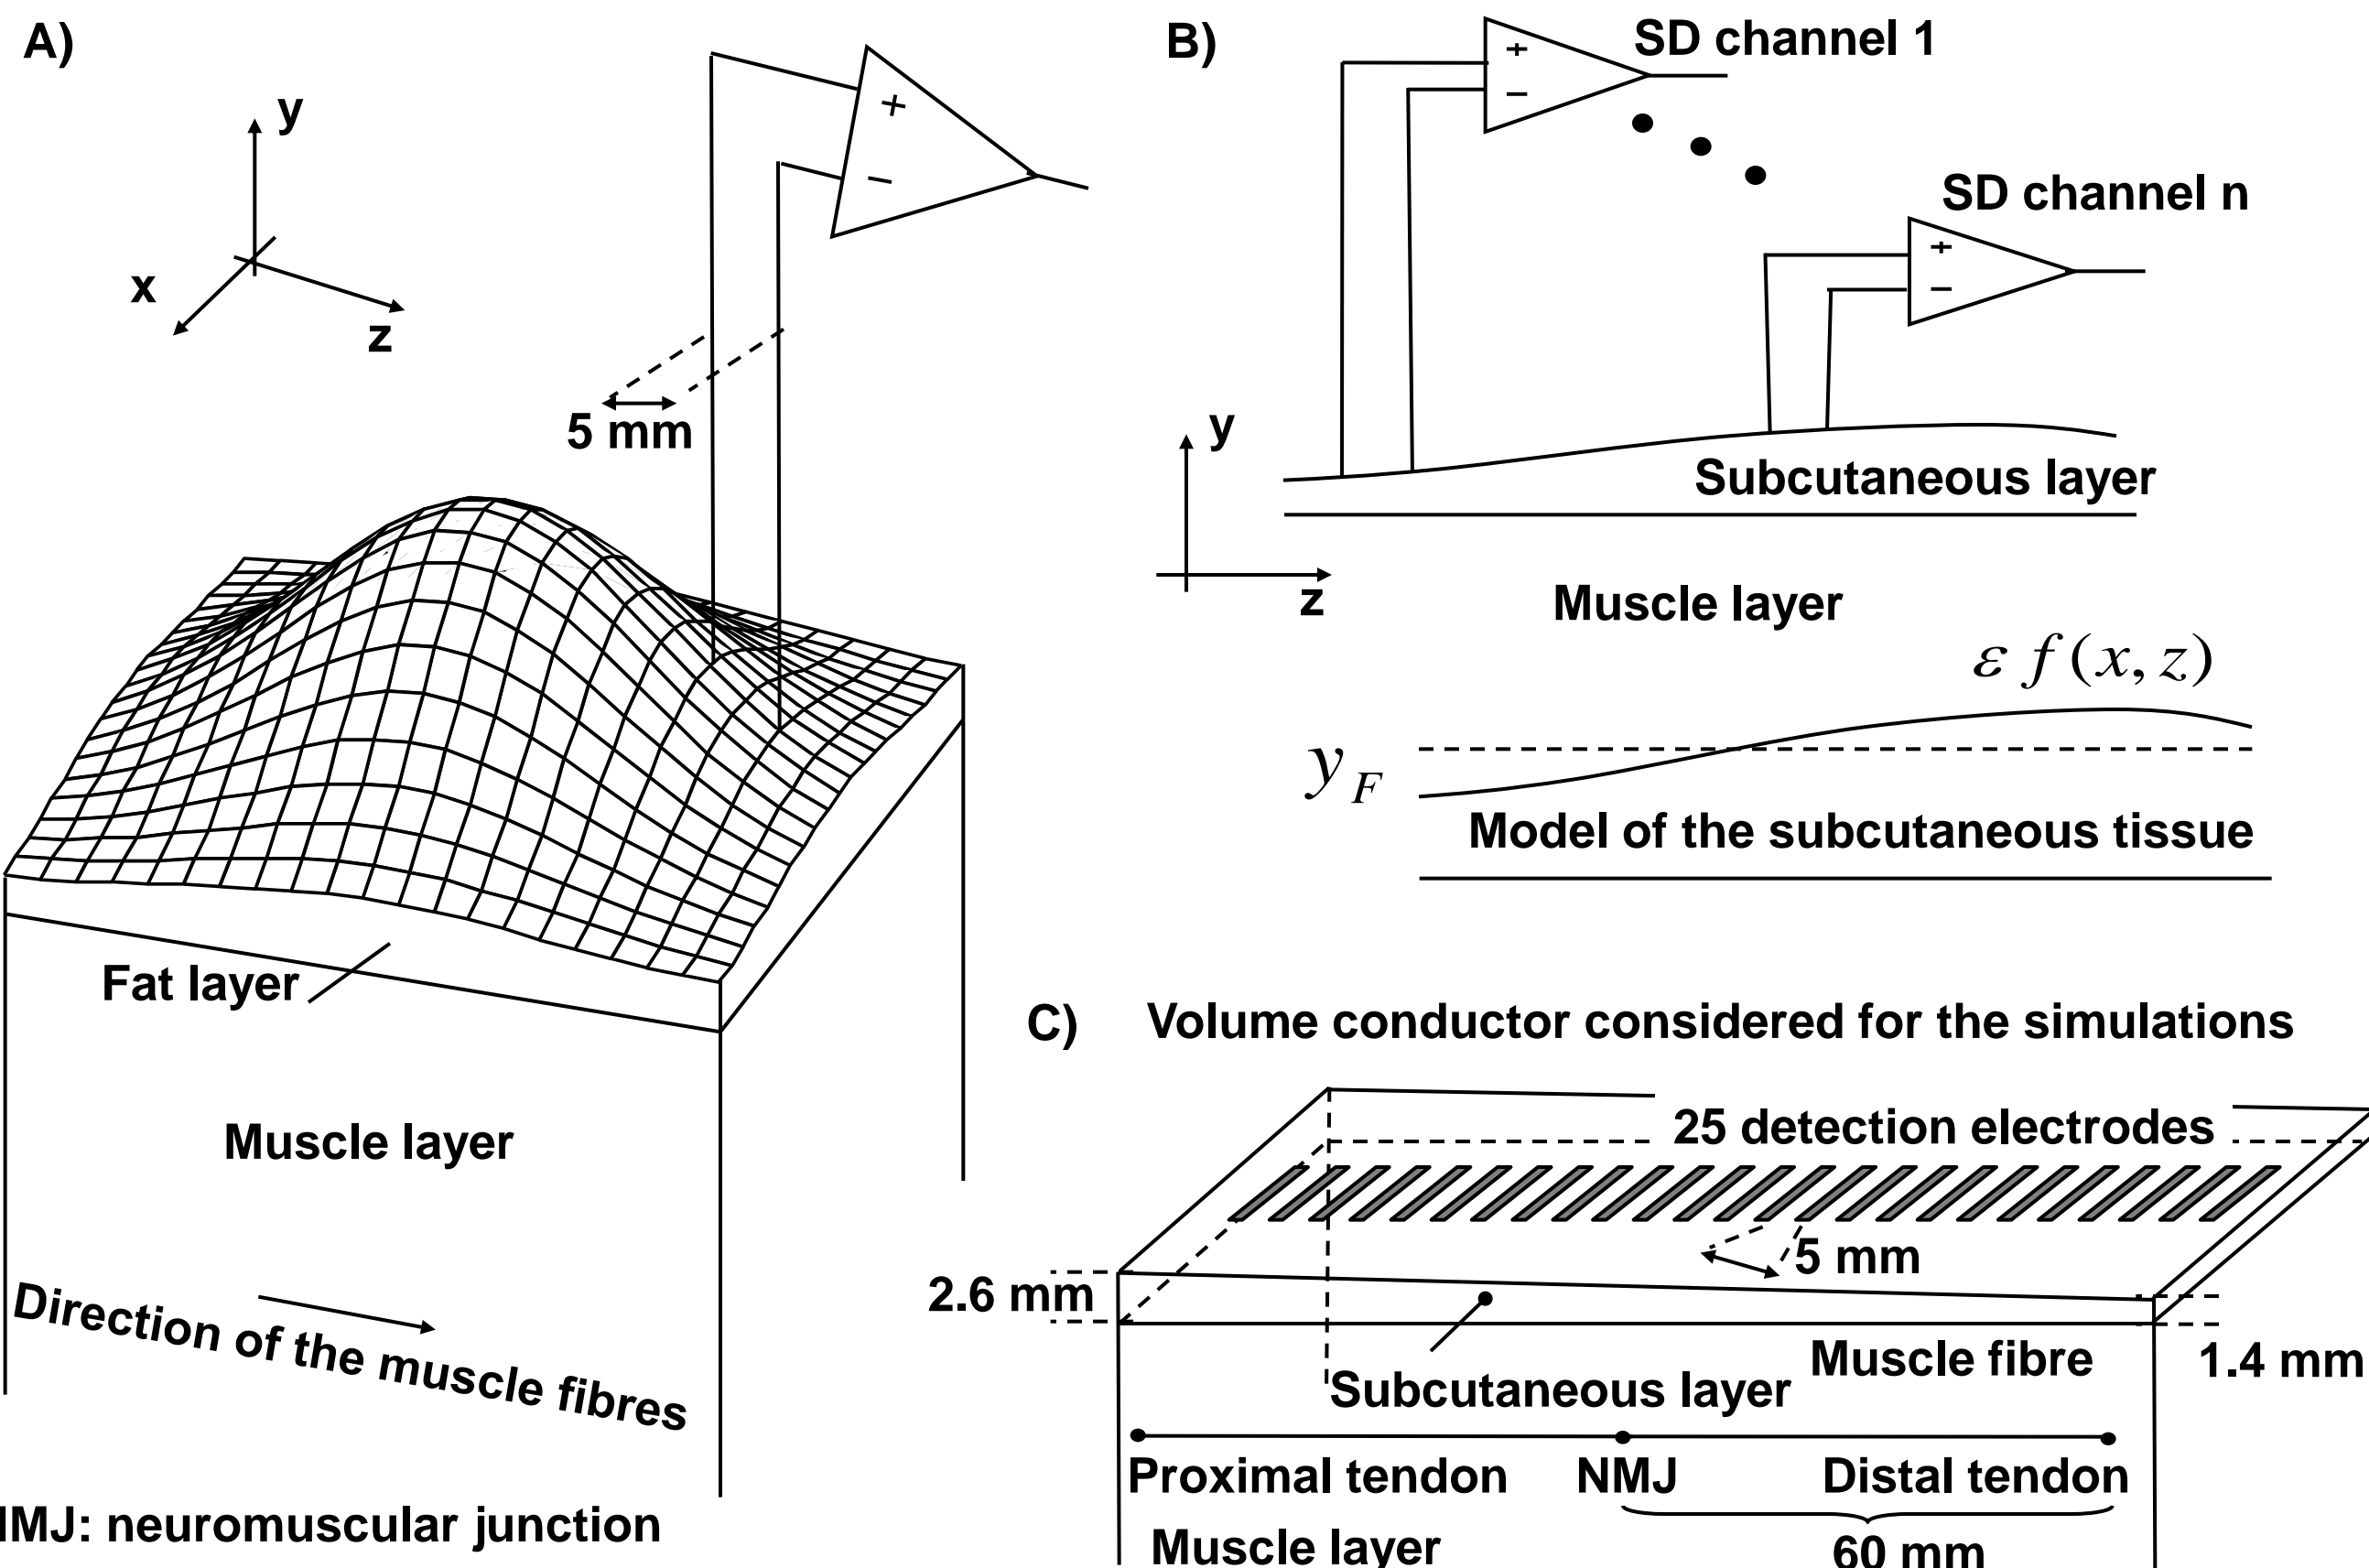 A)
y
x
z
+
−
5 mm
Fat layer
Muscle layer
Direction of the muscle fibres
MJ: neuromuscular junction
B)
SD channel 1
+
−
SD channel n
+
−
y
z
Subcutaneous layer
Muscle layer
ε f (x, z)
y_F
Model of the subcutaneous tissue
C) Volume conductor considered for the simulations
25 detection electrodes
5 mm
2.6 mm
1.4 mm
Muscle fibre
Subcutaneous layer
Proximal tendon NMJ Distal tendon
Muscle layer
60 mm